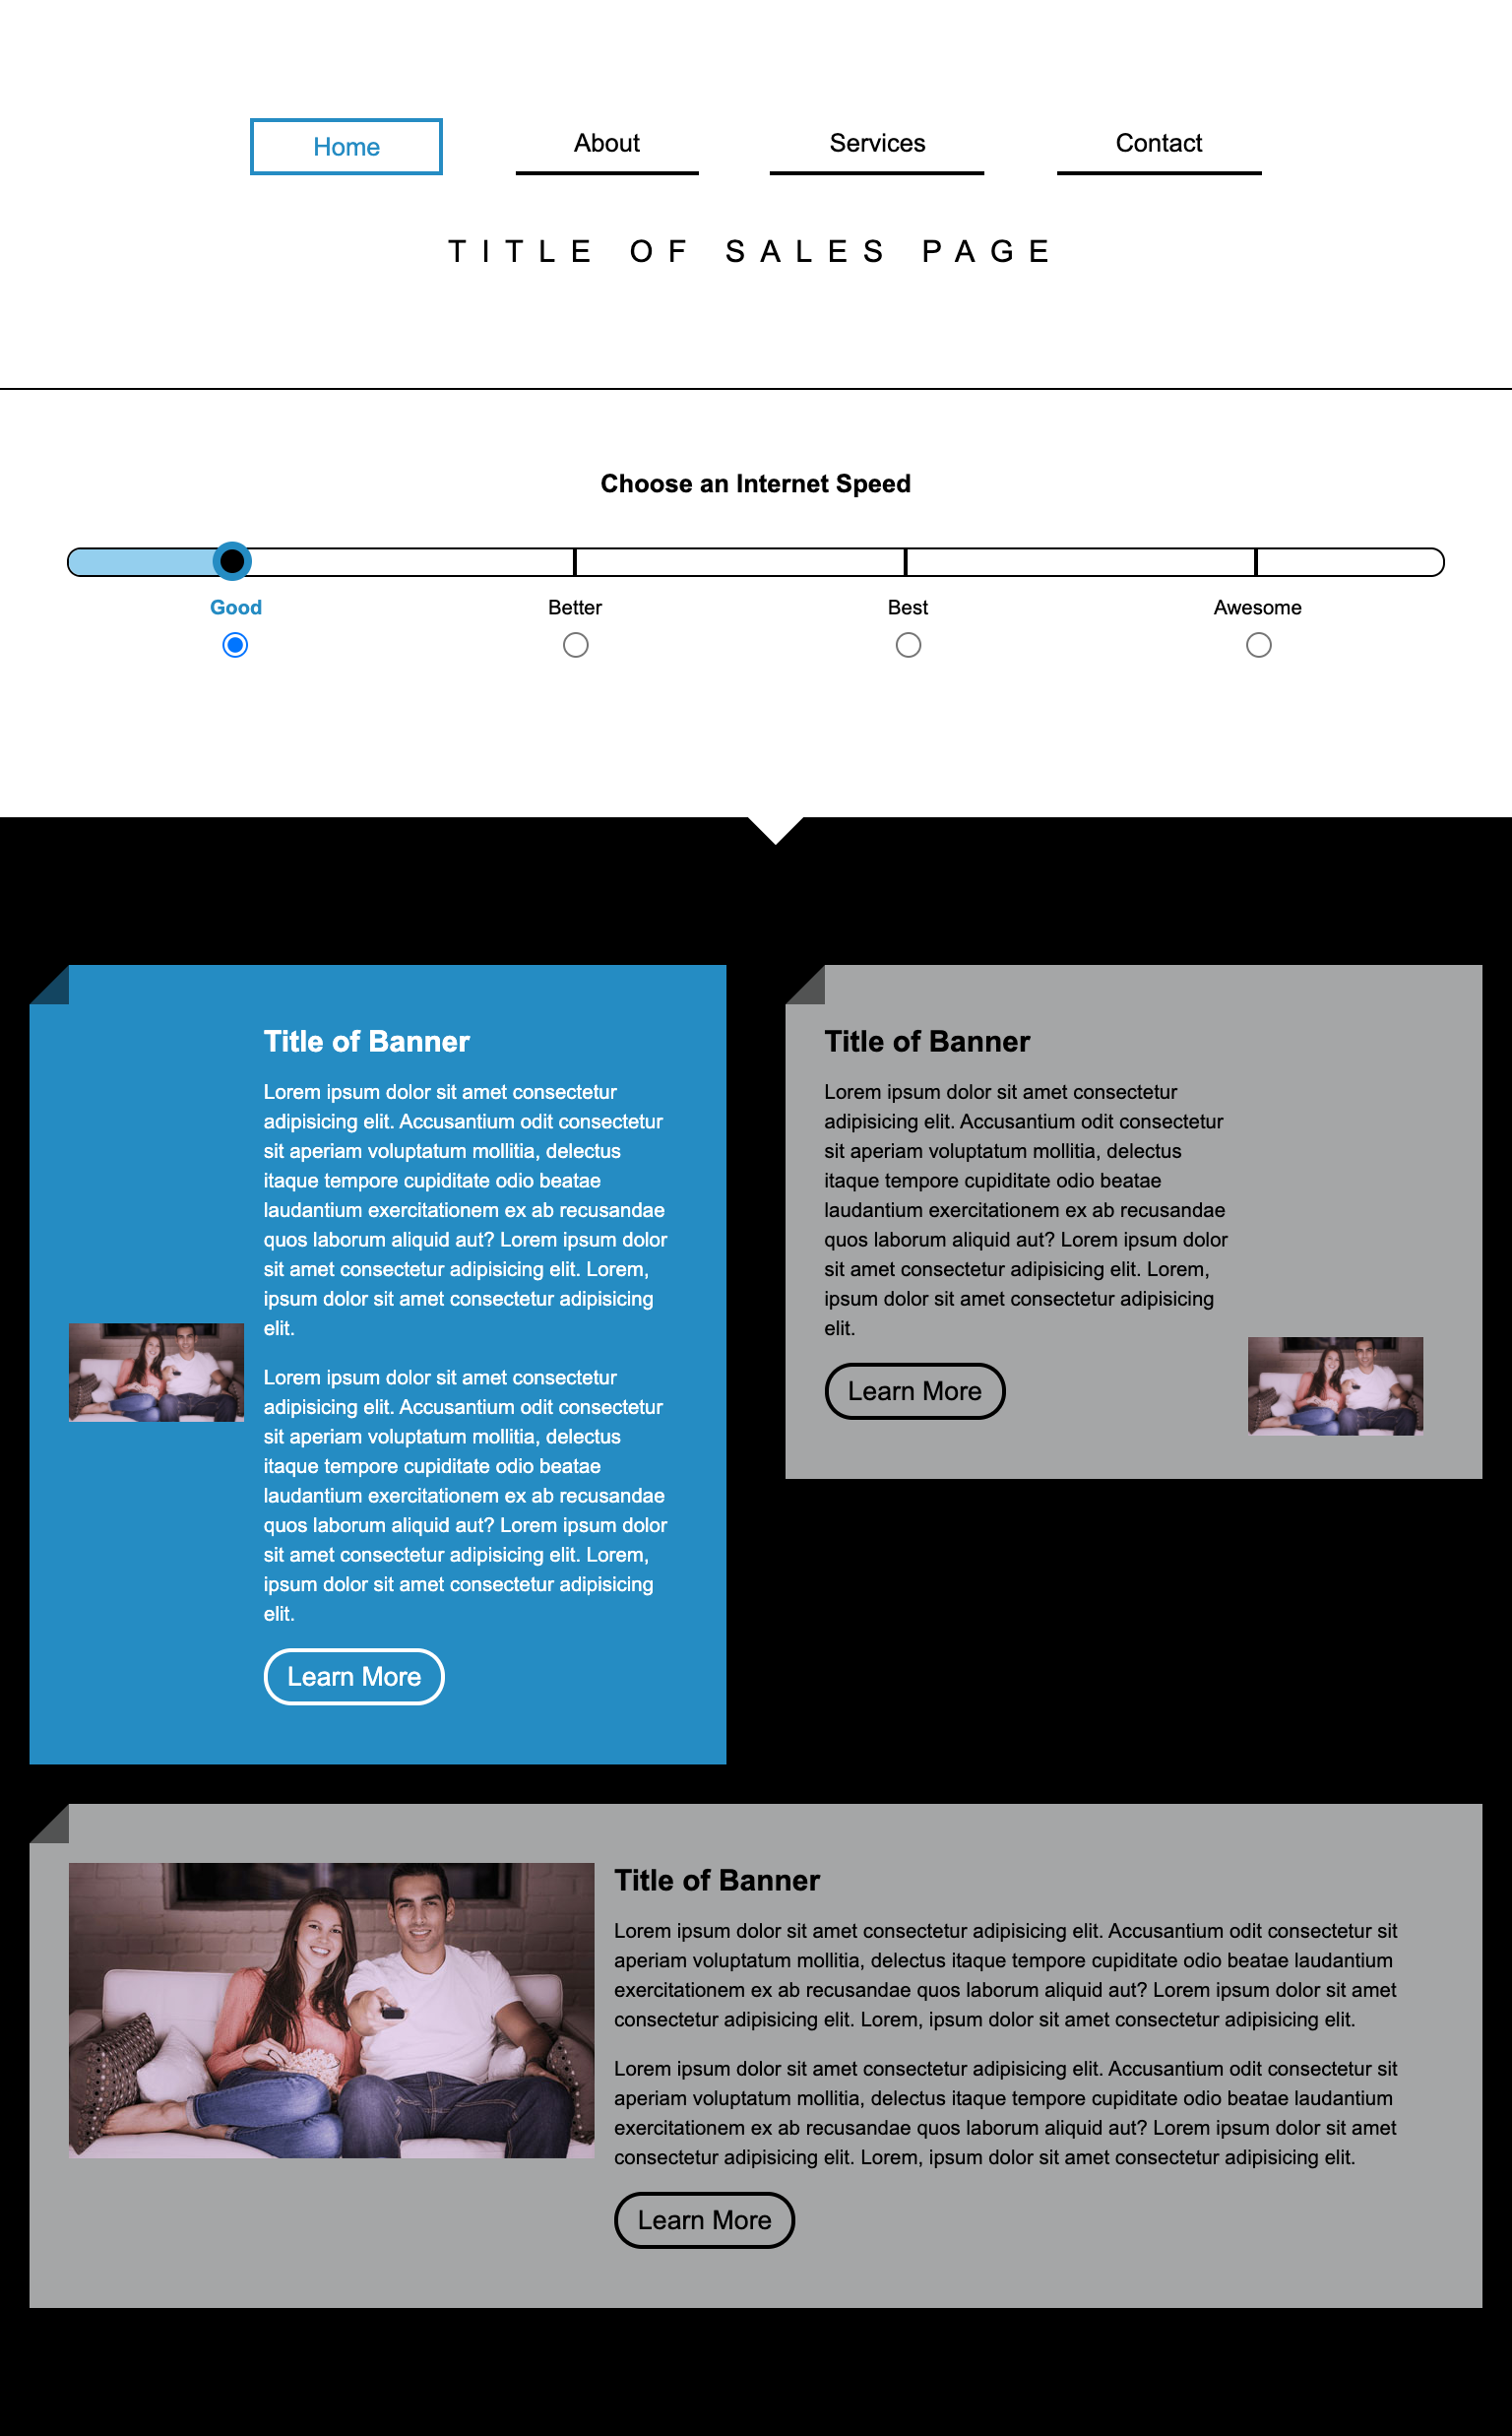 Home About Services Contact
TITLE OF SALES PAGE
Choose an Internet Speed
Good Better Best Awesome
Title of Banner
Lorem ipsum dolor sit amet consectetur
adipisicing elit. Accusantium odit consectetur
sit aperiam voluptatum mollitia, delectus
itaque tempore cupiditate odio beatae
laudantium exercitationem ex ab recusandae
quos laborum aliquid aut? Lorem ipsum dolor
sit amet consectetur adipisicing elit. Lorem,
ipsum dolor sit amet consectetur adipisicing
elit.
Lorem ipsum dolor sit amet consectetur
adipisicing elit. Accusantium odit consectetur
sit aperiam voluptatum mollitia, delectus
itaque tempore cupiditate odio beatae
laudantium exercitationem ex ab recusandae
quos laborum aliquid aut? Lorem ipsum dolor
sit amet consectetur adipisicing elit. Lorem,
ipsum dolor sit amet consectetur adipisicing
elit.
Learn More
Title of Banner
Lorem ipsum dolor sit amet consectetur
adipisicing elit. Accusantium odit consectetur
sit aperiam voluptatum mollitia, delectus
itaque tempore cupiditate odio beatae
laudantium exercitationem ex ab recusandae
quos laborum aliquid aut? Lorem ipsum dolor
sit amet consectetur adipisicing elit. Lorem,
ipsum dolor sit amet consectetur adipisicing
elit.
Learn More
Title of Banner
Lorem ipsum dolor sit amet consectetur adipisicing elit. Accusantium odit consectetur sit
aperiam voluptatum mollitia, delectus itaque tempore cupiditate odio beatae laudantium
exercitationem ex ab recusandae quos laborum aliquid aut? Lorem ipsum dolor sit amet
consectetur adipisicing elit. Lorem, ipsum dolor sit amet consectetur adipisicing elit.
Lorem ipsum dolor sit amet consectetur adipisicing elit. Accusantium odit consectetur sit
aperiam voluptatum mollitia, delectus itaque tempore cupiditate odio beatae laudantium
exercitationem ex ab recusandae quos laborum aliquid aut? Lorem ipsum dolor sit amet
consectetur adipisicing elit. Lorem, ipsum dolor sit amet consectetur adipisicing elit.
Learn More